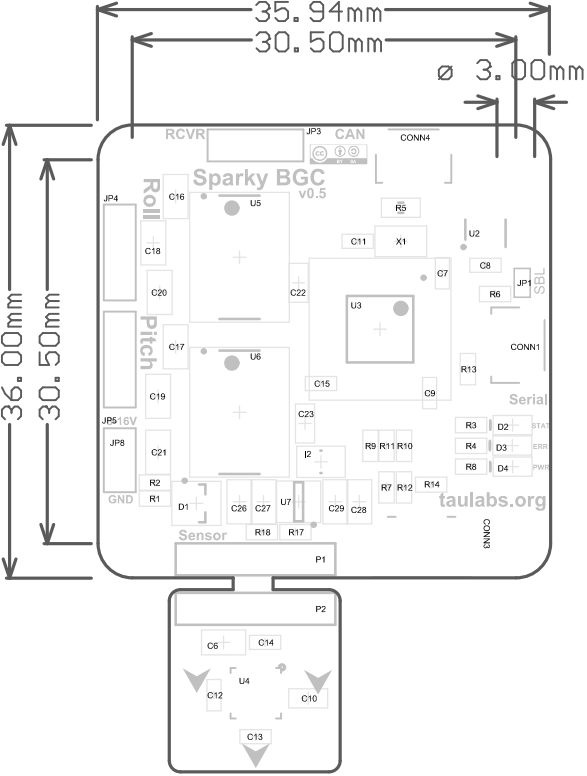 35.94mm
30.50mm
⌀ 3.00mm
36.00mm
30.50mm
RCVR
JP3
CAN
CONN4
cc
BY SA
Sparky BGC
v0.5
JP4
Roll
C16
U5
R5
C18
C11
X1
U2
C7
C8
C20
C22
R6
JP1
SBL
U3
Pitch
C17
CONN1
U6
R13
C15
C9
C19
Serial
C23
JP5
16V
R3
D2
STAT
JP8
C21
R9
R11
R10
R4
D3
ERR
I2
R8
D4
PWR
R2
R7
R12
R14
R1
GND
D1
C26
C27
U7
C29
C28
taulabs.org
Sensor
R18
R17
CONN3
P1
P2
C6
C14
U4
C12
C10
C13